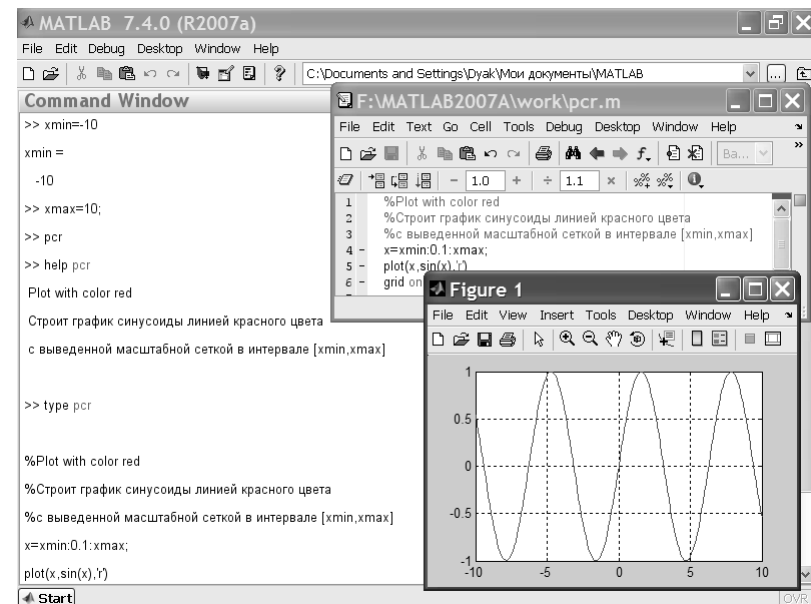 MATLAB 7.4.0 (R2007a)
File Edit Debug Desktop Window Help
C:\Documents and Settings\Dyak\Мои документы\MATLAB
Command Window
>> xmin=-10
xmin =
-10
>> xmax=10;
>> pcr
>> help pcr
Plot with color red
Строит график синусоиды линией красного цвета
с выведенной масштабной сеткой в интервале [xmin,xmax]
>> type pcr
%Plot with color red
%Строит график синусоиды линией красного цвета
%с выведенной масштабной сеткой в интервале [xmin,xmax]
x=xmin:0.1:xmax;
plot(x,sin(x),'r')
Start
OVR
F:\MATLAB2007A\work\pcr.m
File Edit Text Go Cell Tools Debug Desktop Window Help
Ba...
− 1.0 + ÷ 1.1 ×
1 %Plot with color red
2 %Строит график синусоиды линией красного цвета
3 %с выведенной масштабной сеткой в интервале [xmin,xmax]
4 – x=xmin:0.1:xmax;
5 – plot(x,sin(x),'r')
6 – grid on
Figure 1
File Edit View Insert Tools Desktop Window Help
1
0.5
0
-0.5
-1
-10 -5 0 5 10